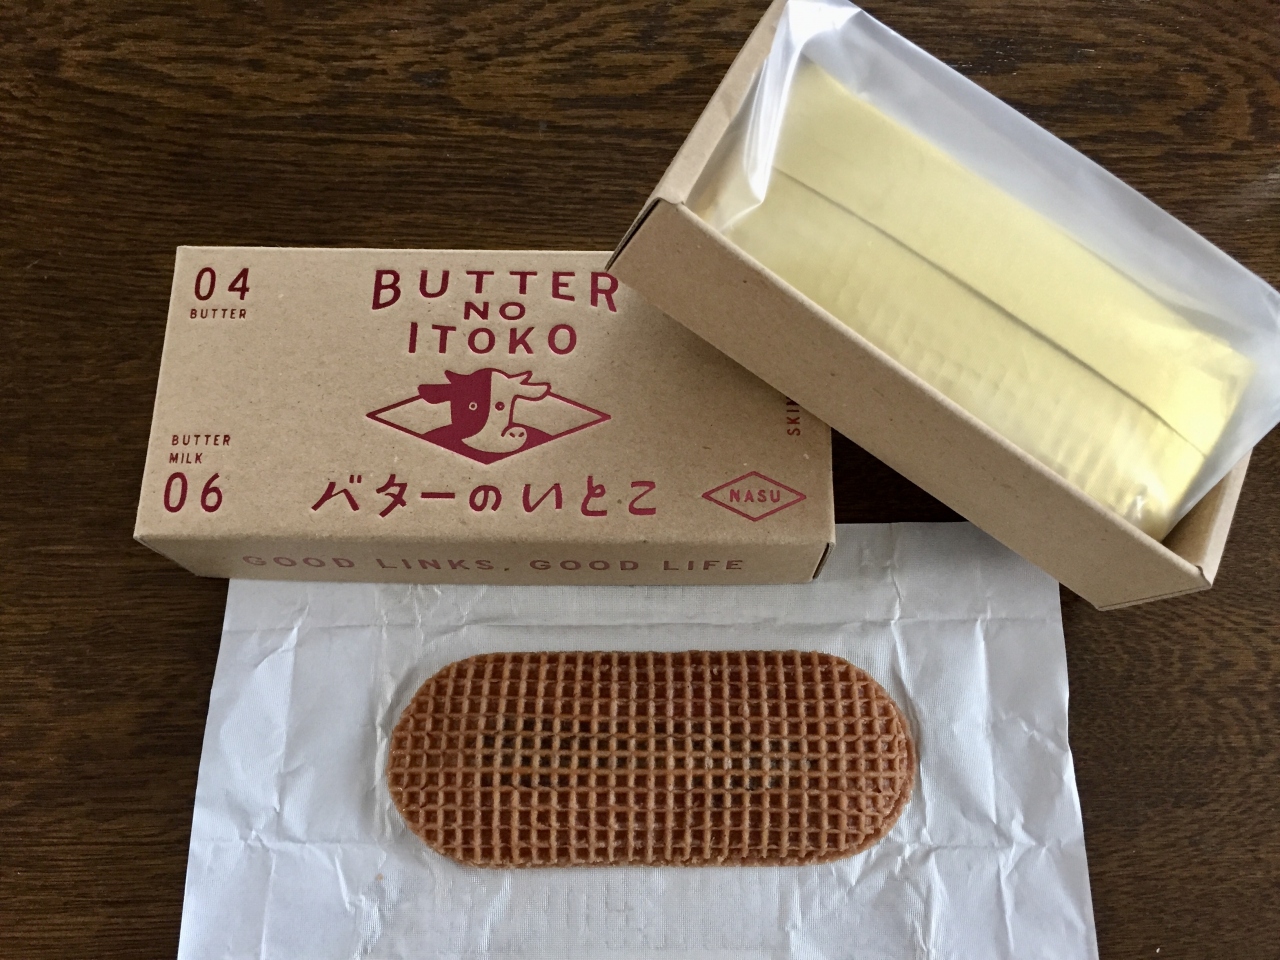 04
BUTTER
BUTTER
NO
ITOKO
BUTTER
MILK
06
バターのいとこ
NASU
GOOD LINKS, GOOD LIFE